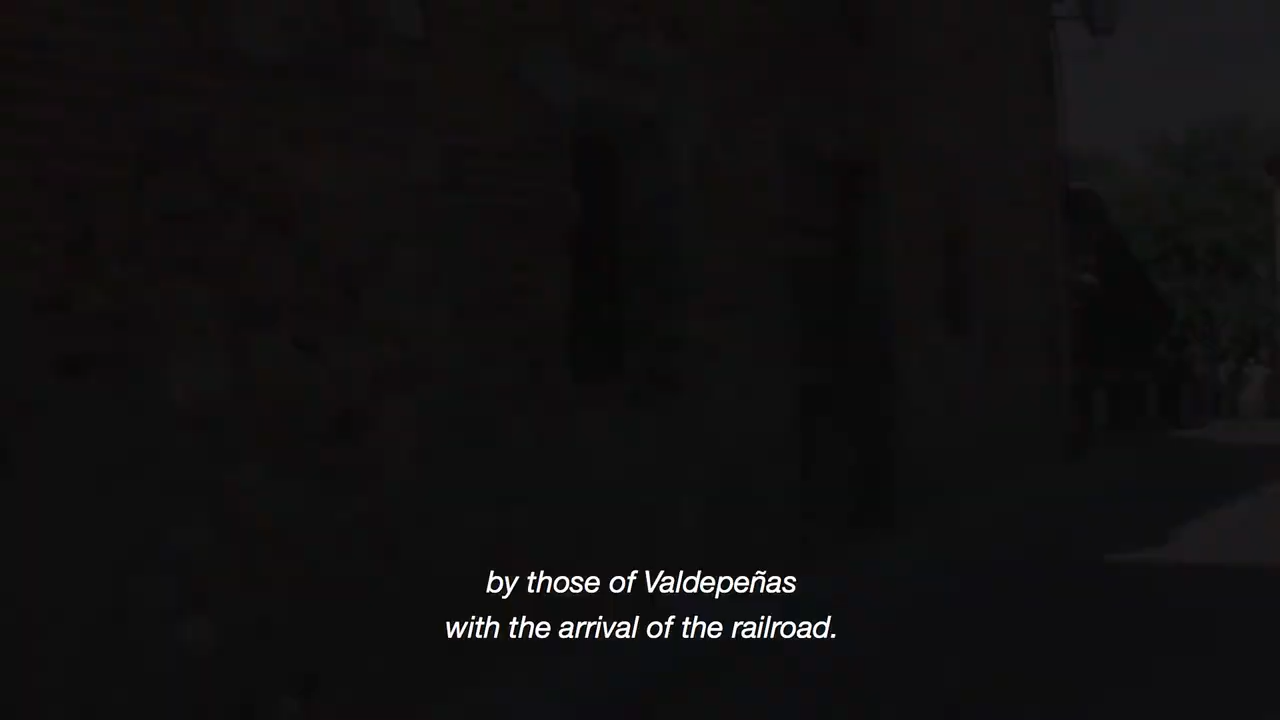 by those of Valdepeñas
with the arrival of the railroad.